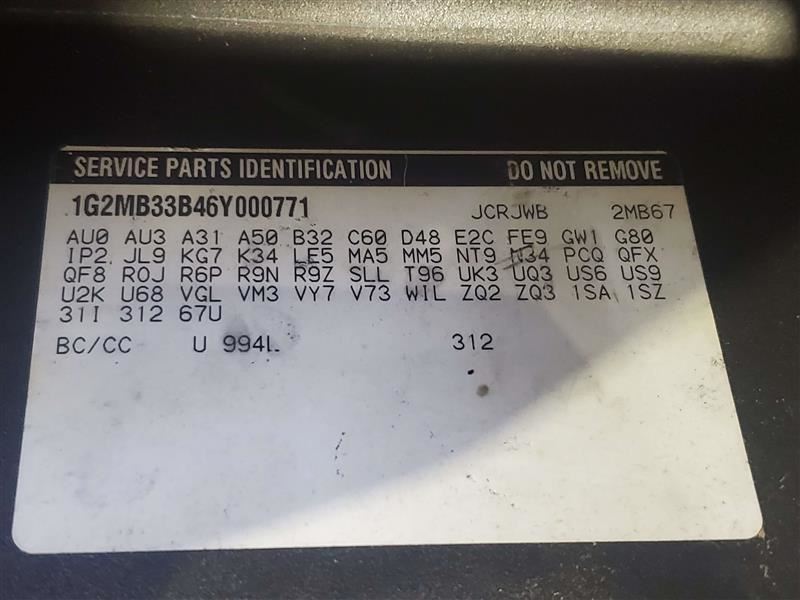 SERVICE PARTS IDENTIFICATION DO NOT REMOVE
1G2MB33B46Y000771 JCRJWB 2MB67
AU0 AU3 A31 A50 B32 C60 D48 E2C FE9 GW1 G80
IP2 JL9 KG7 K34 LE5 MA5 MM5 NT9 N34 PCQ QFX
QF8 R0J R6P R9N R9Z SLL T96 UK3 UQ3 US6 US9
U2K U68 VGL VM3 VY7 V73 WIL ZQ2 ZQ3 1SA 1SZ
31I 312 67U
BC/CC U 994L 312